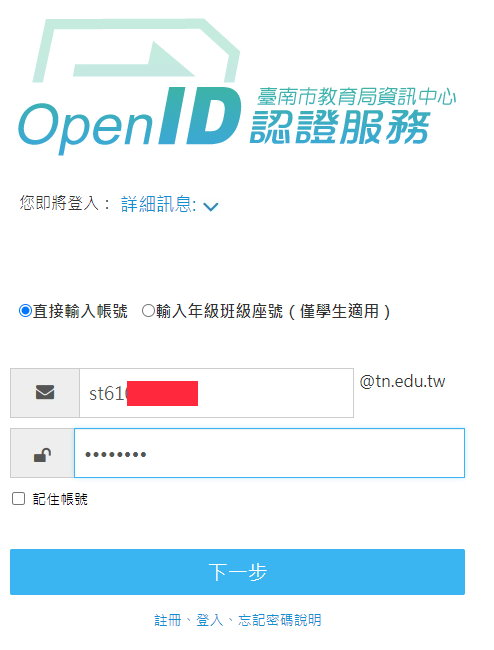 OpenID 臺南市教育局資訊中心
認證服務
您即將登入： 詳細訊息:
直接輸入帳號 輸入年級班級座號 ( 僅學生適用 )
st61 @tn.edu.tw
••••••••
記住帳號
下一步
註冊、登入、忘記密碼說明